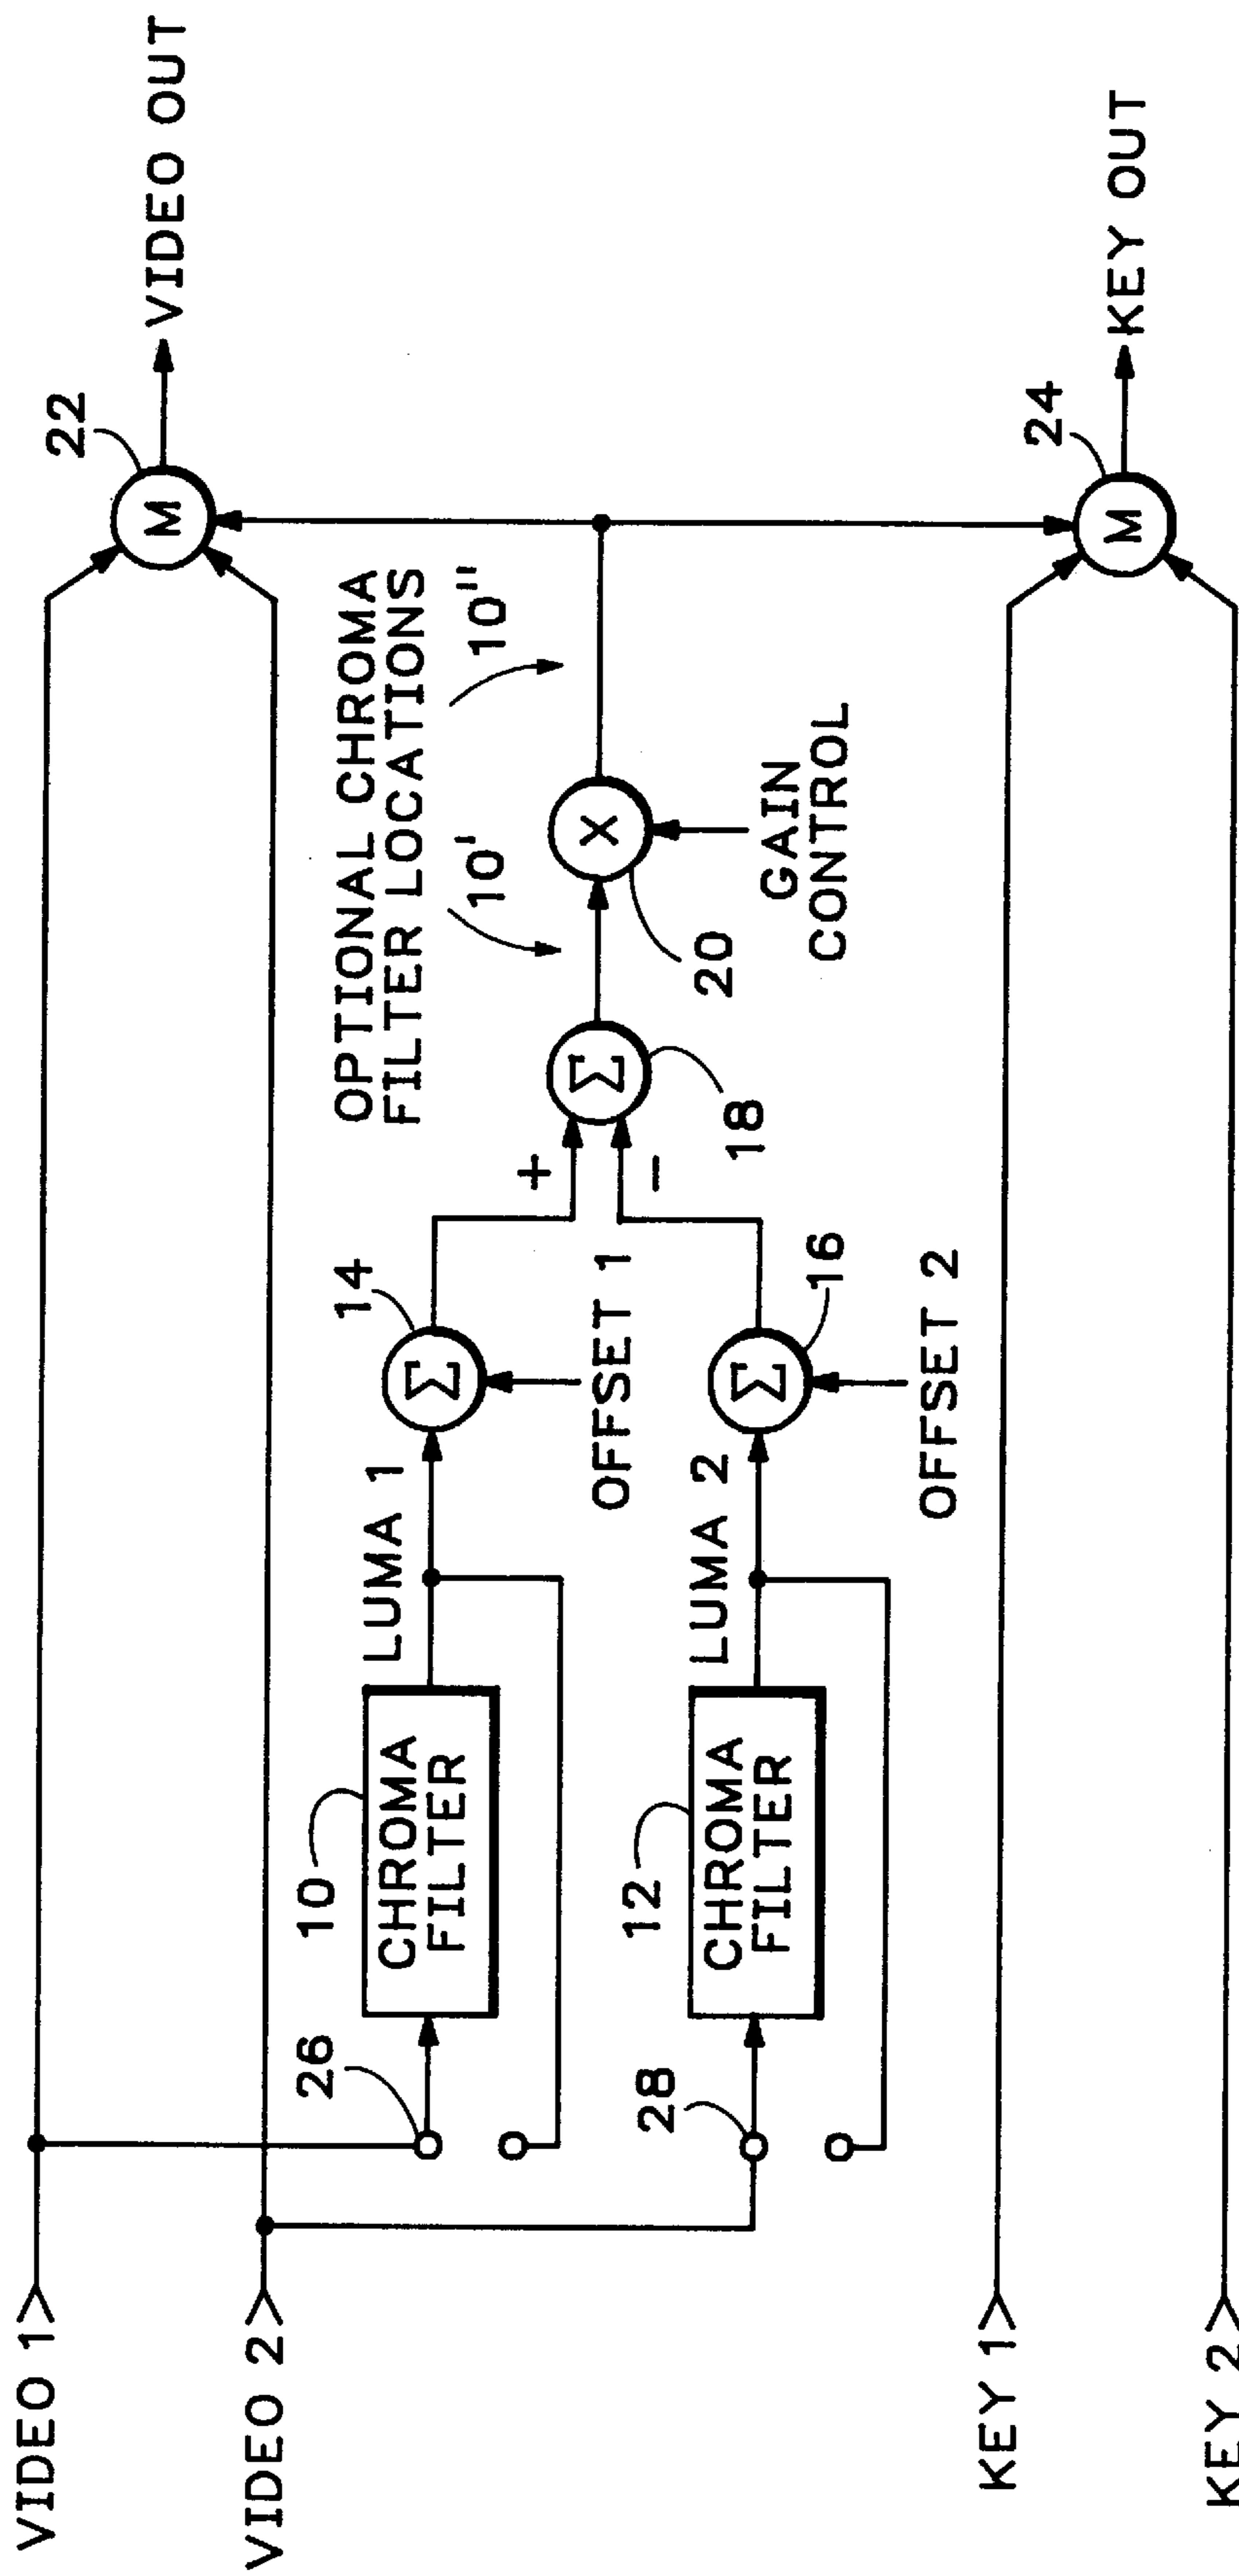 VIDEO 1>
VIDEO 2>
22
VIDEO OUT
M
OPTIONAL CHROMA
FILTER LOCATIONS
10'
10"
26
10
CHROMA
FILTER
LUMA 1
14
Σ
OFFSET 1
+
-
Σ
18
X
20
GAIN
CONTROL
28
12
CHROMA
FILTER
LUMA 2
Σ
16
OFFSET 2
KEY 1>
KEY 2>
24
M
KEY OUT